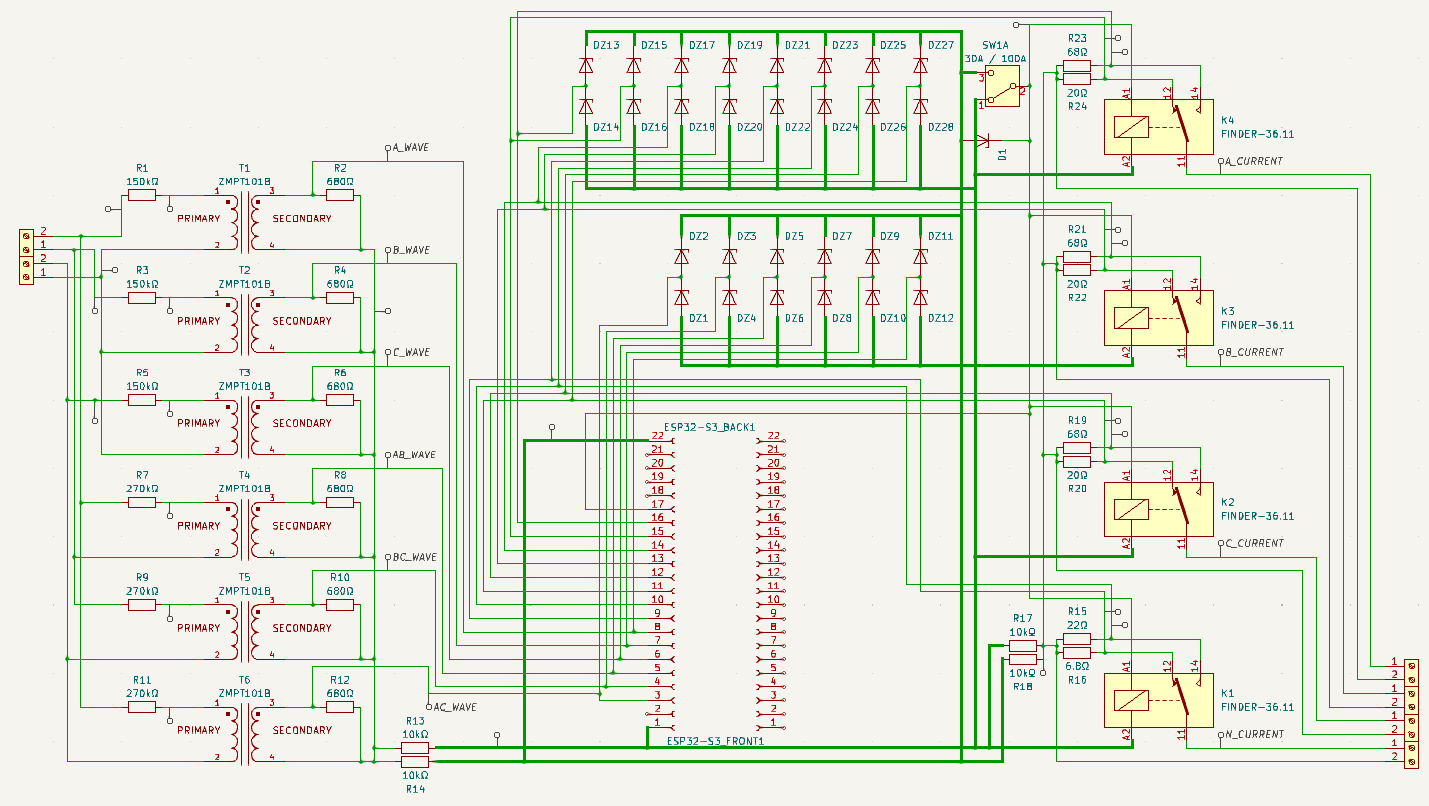 DZ13 DZ15 DZ17 DZ19 DZ21 DZ23 DZ25 DZ27
DZ14 DZ16 DZ18 DZ20 DZ22 DZ24 DZ26 DZ28
SW1A
30A / 100A
3
2
1
D1
R23
68Ω
20Ω
R24
A1 12 14
A2 11
K4
FINDER-36.11
A_CURRENT
DZ2 DZ3 DZ5 DZ7 DZ9 DZ11
DZ1 DZ4 DZ6 DZ8 DZ10 DZ12
R21
68Ω
20Ω
R22
A1 12 14
A2 11
K3
FINDER-36.11
B_CURRENT
R19
68Ω
20Ω
R20
A1 12 14
A2 11
K2
FINDER-36.11
C_CURRENT
R17
10kΩ
10kΩ
R18
R15
22Ω
6.8Ω
R16
A1 12 14
A2 11
K1
FINDER-36.11
N_CURRENT
1
2
1
2
1
2
1
2
2
1
2
1
R1
150kΩ
T1
ZMPT101B
R2
680Ω
1 3
PRIMARY SECONDARY
2 4
A_WAVE
R3
150kΩ
T2
ZMPT101B
R4
680Ω
1 3
PRIMARY SECONDARY
2 4
B_WAVE
R5
150kΩ
T3
ZMPT101B
R6
680Ω
1 3
PRIMARY SECONDARY
2 4
C_WAVE
R7
270kΩ
T4
ZMPT101B
R8
680Ω
1 3
PRIMARY SECONDARY
2 4
AB_WAVE
R9
270kΩ
T5
ZMPT101B
R10
680Ω
1 3
PRIMARY SECONDARY
2 4
BC_WAVE
R11
270kΩ
T6
ZMPT101B
R12
680Ω
1 3
PRIMARY SECONDARY
2 4
AC_WAVE
R13
10kΩ
10kΩ
R14
ESP32-S3_BACK1
22 22
21 21
20 20
19 19
18 18
17 17
16 16
15 15
14 14
13 13
12 12
11 11
10 10
9 9
8 8
7 7
6 6
5 5
4 4
3 3
2 2
1 1
ESP32-S3_FRONT1